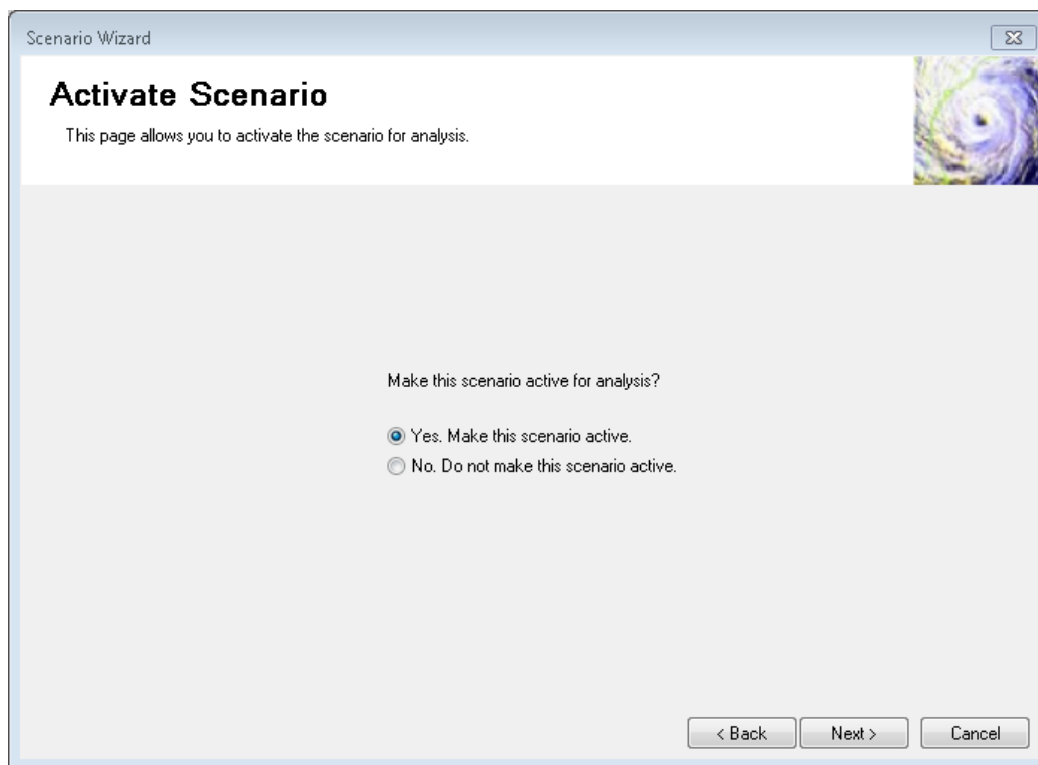 Scenario Wizard
Activate Scenario
This page allows you to activate the scenario for analysis.
Make this scenario active for analysis?
Yes. Make this scenario active.
No. Do not make this scenario active.
< Back Next > Cancel